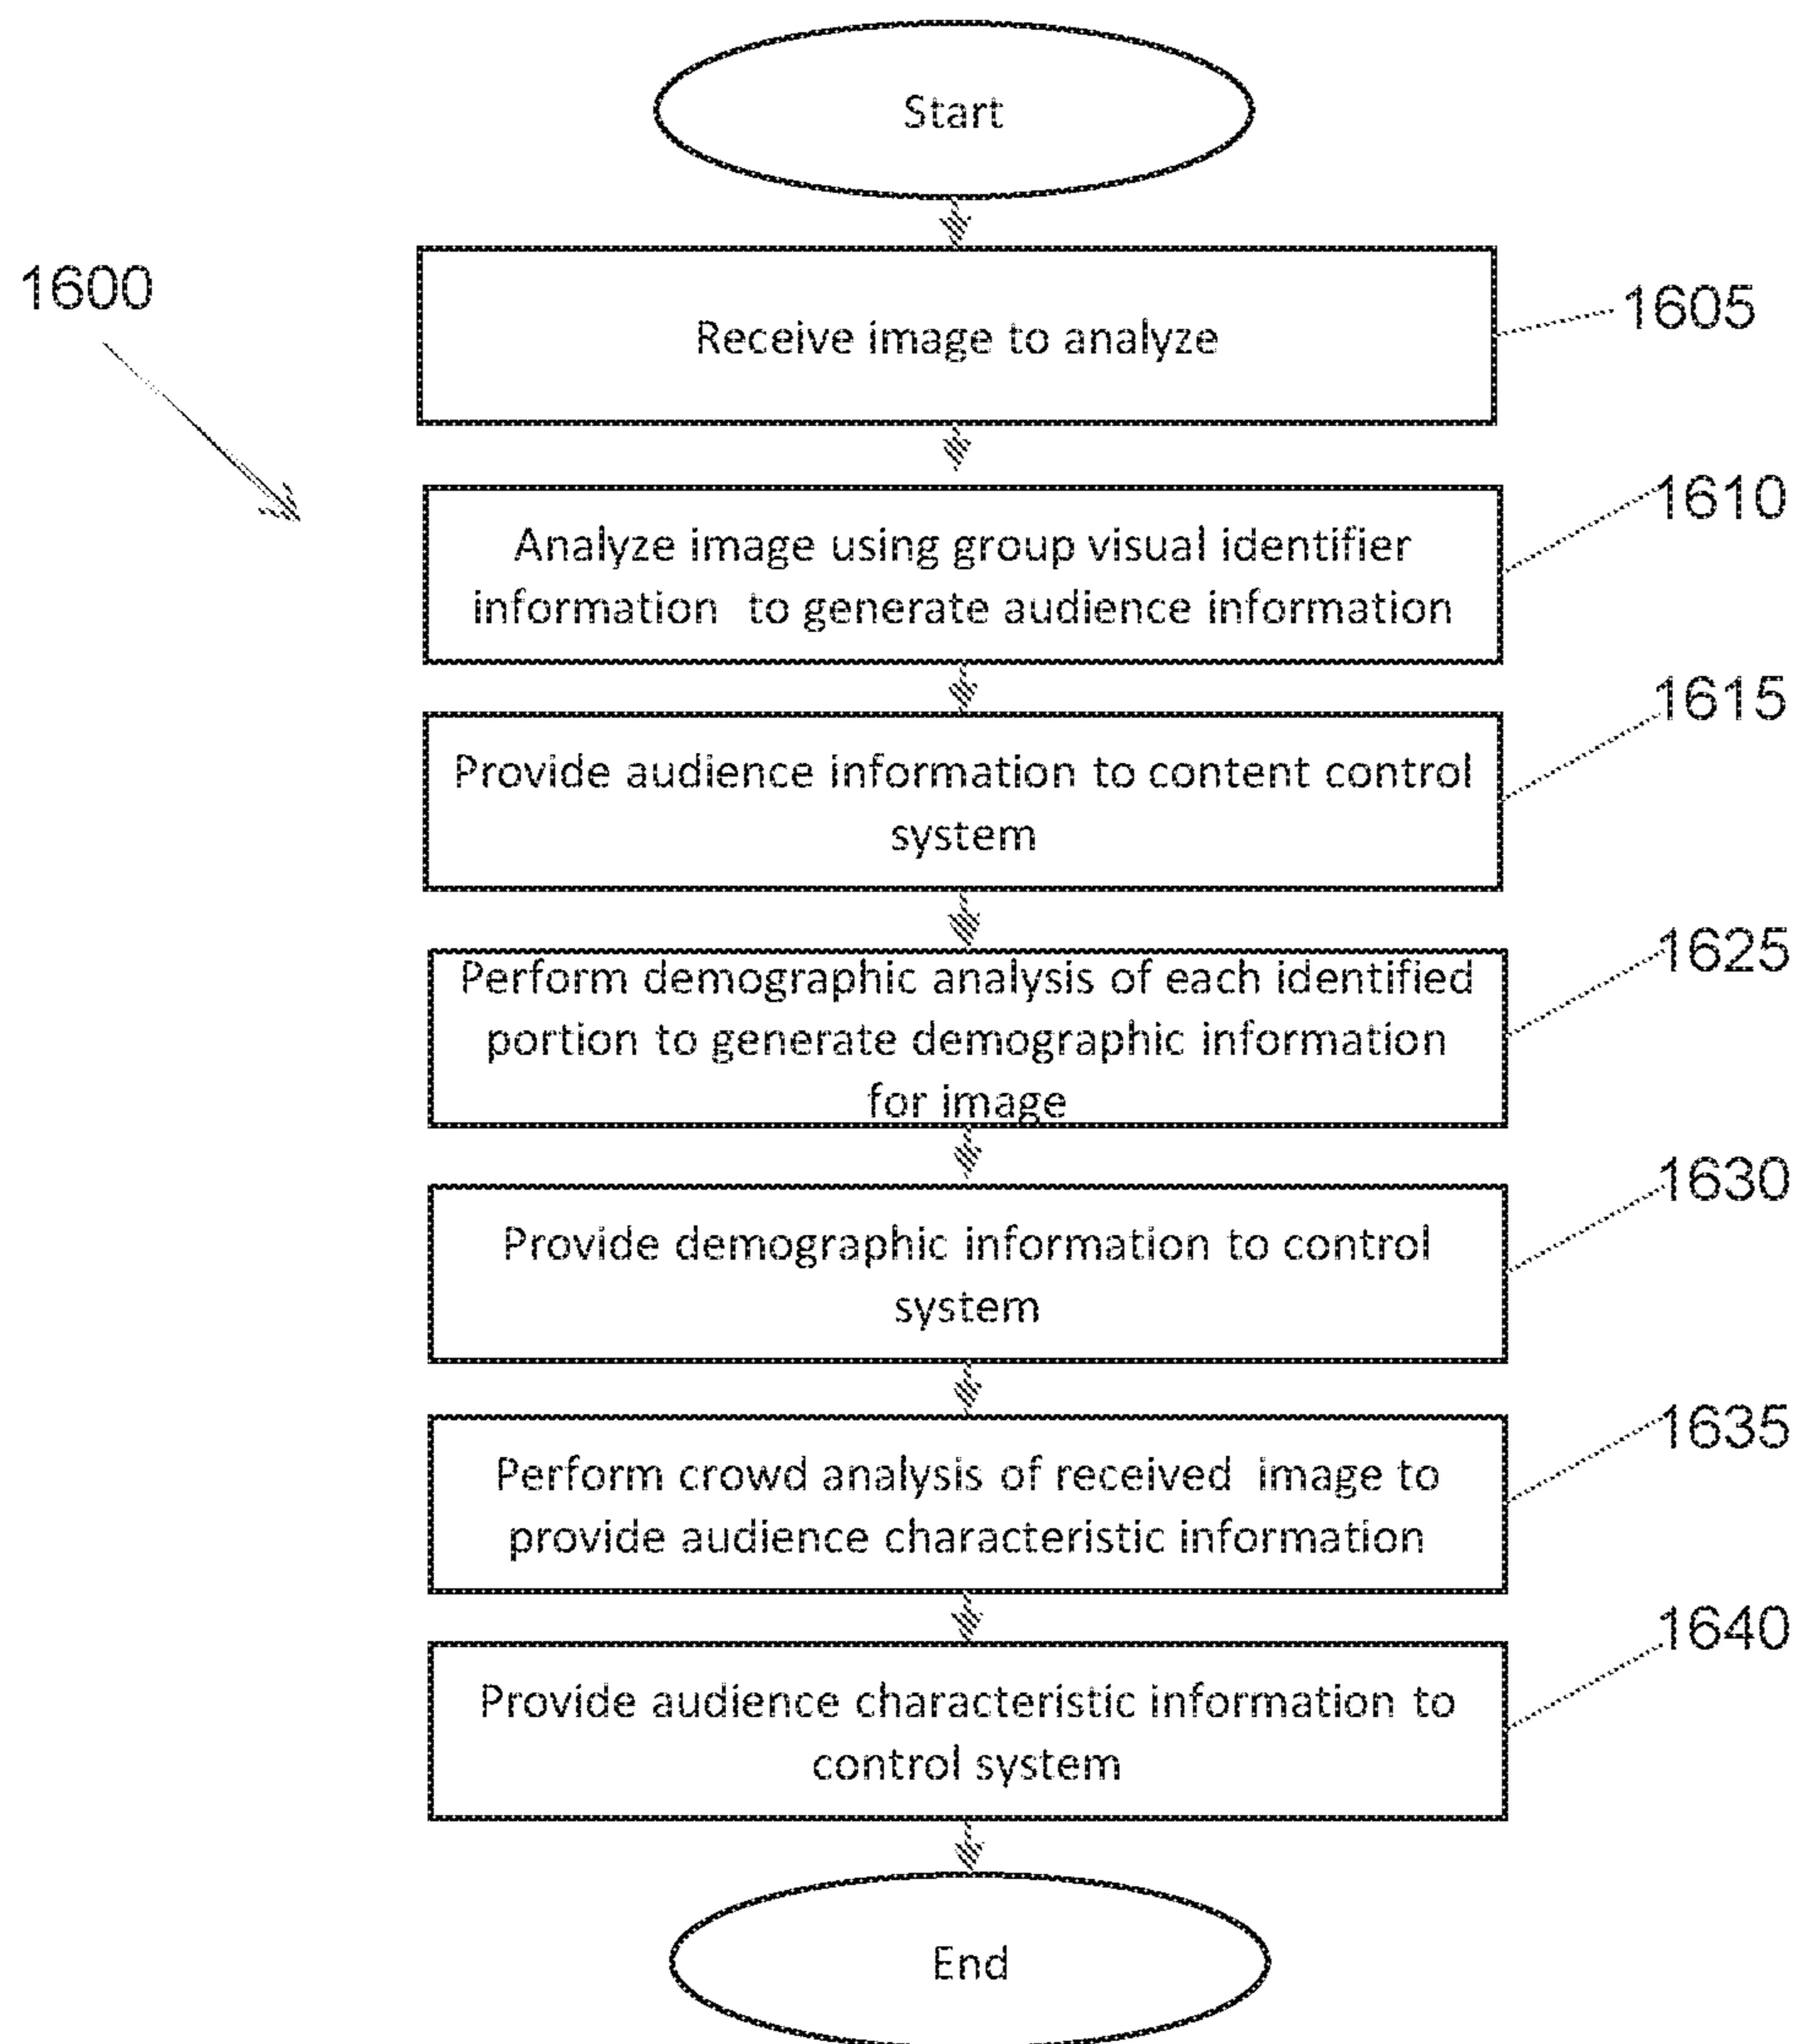 Start
1600
Receive image to analyze
1605
Analyze image using group visual identifier
information to generate audience information
1610
Provide audience information to content control
system
1615
Perform demographic analysis of each identified
portion to generate demographic information
for image
1625
Provide demographic information to control
system
1630
Perform crowd analysis of received image to
provide audience characteristic information
1635
Provide audience characteristic information to
control system
1640
End